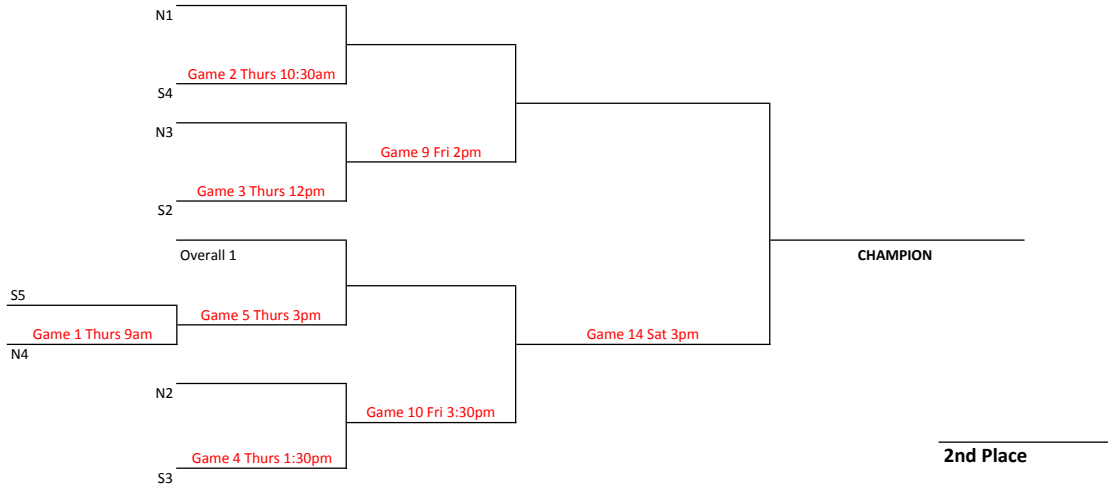 N1
Game 2 Thurs 10:30am
S4
N3
Game 9 Fri 2pm
Game 3 Thurs 12pm
S2
Overall 1
CHAMPION
S5
Game 5 Thurs 3pm
Game 1 Thurs 9am
Game 14 Sat 3pm
N4
N2
Game 10 Fri 3:30pm
Game 4 Thurs 1:30pm
2nd Place
S3